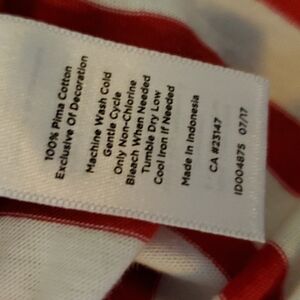 100% Pima Cotton
Exclusive Of Decoration
Machine Wash Cold
Gentle Cycle
Only Non-Chlorine
Bleach When Needed
Tumble Dry Low
Cool Iron If Needed
Made In Indonesia
CA #23147
ID004875 07/17